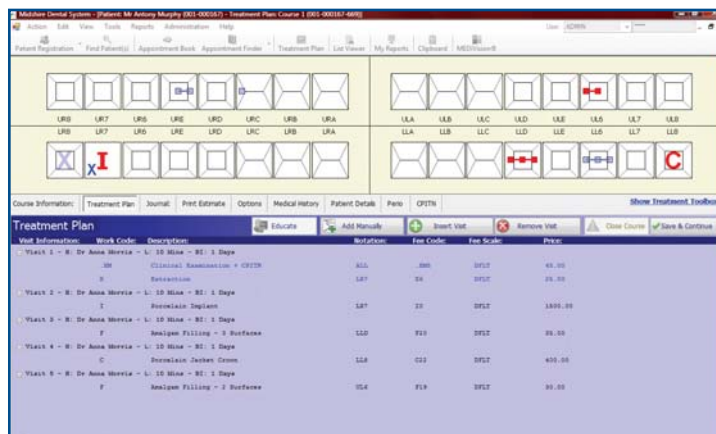 Midshire Dental System - [Patient: Mr Antony Murphy (001-000167) - Treatment Plan: Course 1 (001-000167-669)]
Action Edit View Tools Reports Administration Help User ADMIN
Patient Registration Find Patient(s) Appointment Book Appointment Finder Treatment Plan List Viewer My Reports Clipboard MEDIVision®
UR8 UR7 UR6 URE URD URC URB URA ULA ULB ULC ULD ULE UL6 UL7 UL8
LR8 LR7 LR6 LRE LRD LRC LRB LRA LLA LLB LLC LLD LLE LL6 LL7 LL8
X X I C
Course Information: Treatment Plan Journal Print Estimate Options Medical History Patient Details Perio CPITN Show Treatment Toolbox
Treatment Plan Educate Add Manually Insert Visit Remove Visit Close Course Save & Continue
Visit Information: Work Code: Description: Notation: Fee Code: Fee Scale: Price:
Visit 1 - N: Dr Anna Morris - L: 10 Mins - BI: 1 Days
Clinical Examination + CPITN ALL DFLT
Extraction LR7 DFLT
Visit 2 - N: Dr Anna Morris - L: 10 Mins - BI: 1 Days
I Porcelain Implant LR7 DFLT 1800.00
Visit 3 - N: Dr Anna Morris - L: 10 Mins - BI: 1 Days
F Amalgam Filling - 3 Surfaces LLD DFLT
Visit 4 - N: Dr Anna Morris - L: 10 Mins - BI: 1 Days
C Porcelain Jacket Crown LL8 C22 DFLT 400.00
Visit 5 - N: Dr Anna Morris - L: 10 Mins - BI: 1 Days
F Amalgam Filling - 2 Surfaces UL6 F19 DFLT 30.00